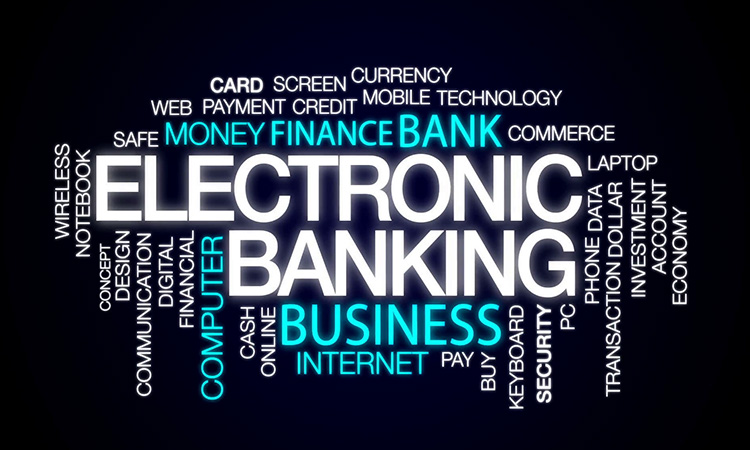 CURRENCY
CARD SCREEN
MOBILE TECHNOLOGY
WEB PAYMENT CREDIT
SAFE MONEY FINANCE BANK COMMERCE
WIRELESS
NOTEBOOK
ELECTRONIC
LAPTOP
BANKING
CONCEPT
DESIGN
COMMUNICATION
DIGITAL
FINANCIAL
COMPUTER
CASH
ONLINE
BUSINESS
INTERNET
PAY
BUY
KEYBOARD
SECURITY
PC
PHONE DATA
TRANSACTION DOLLAR
INVESTMENT
ACCOUNT
ECONOMY